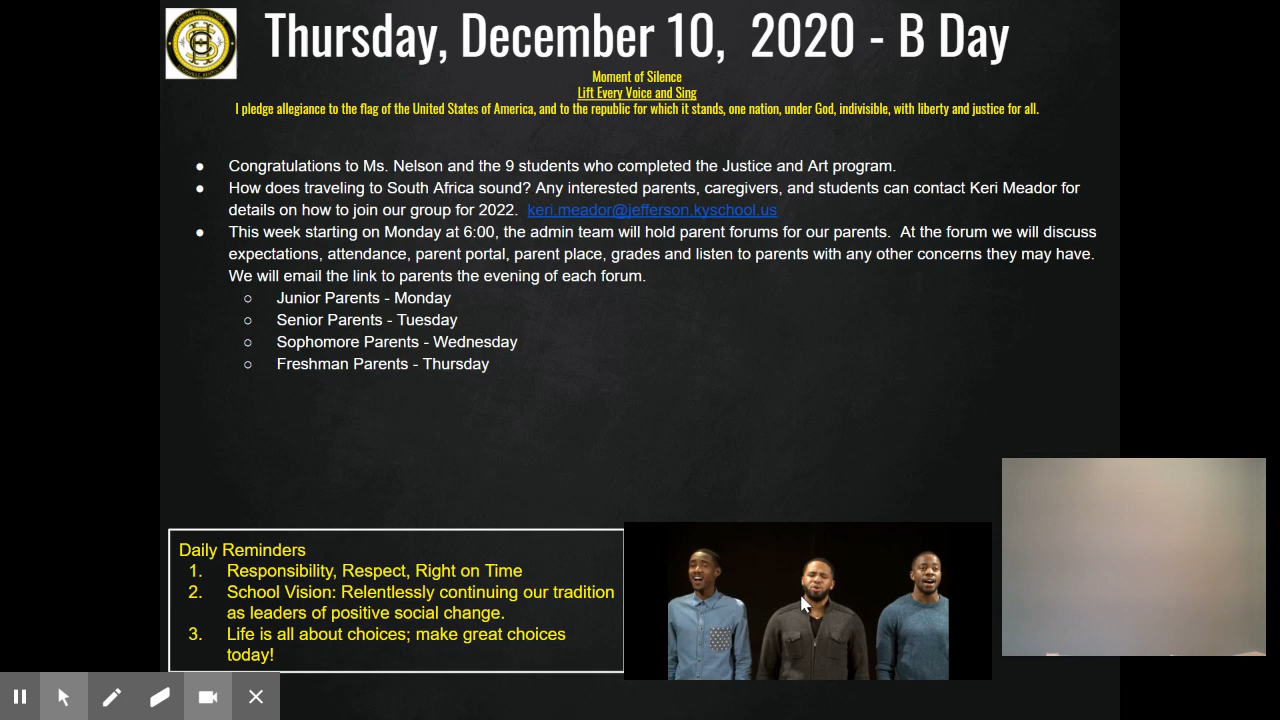 Thursday, December 10, 2020 - B Day
Moment of Silence
Lift Every Voice and Sing
I pledge allegiance to the flag of the United States of America, and to the republic for which it stands, one nation, under God, indivisible, with liberty and justice for all.
● Congratulations to Ms. Nelson and the 9 students who completed the Justice and Art program.
● How does traveling to South Africa sound? Any interested parents, caregivers, and students can contact Keri Meador for
details on how to join our group for 2022. keri.meador@jefferson.kyschool.us
● This week starting on Monday at 6:00, the admin team will hold parent forums for our parents. At the forum we will discuss
expectations, attendance, parent portal, parent place, grades and listen to parents with any other concerns they may have.
We will email the link to parents the evening of each forum.
○ Junior Parents - Monday
○ Senior Parents - Tuesday
○ Sophomore Parents - Wednesday
○ Freshman Parents - Thursday
Daily Reminders
1. Responsibility, Respect, Right on Time
2. School Vision: Relentlessly continuing our tradition
as leaders of positive social change.
3. Life is all about choices; make great choices
today!